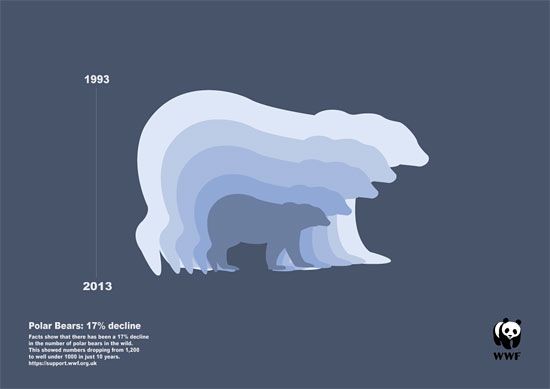 1993
2013
Polar Bears: 17% decline
Facts show that there has been a 17% decline
in the number of polar bears in the wild.
This showed numbers dropping from 1,200
to well under 1000 in just 10 years.
https://support.wwf.org.uk
WWF